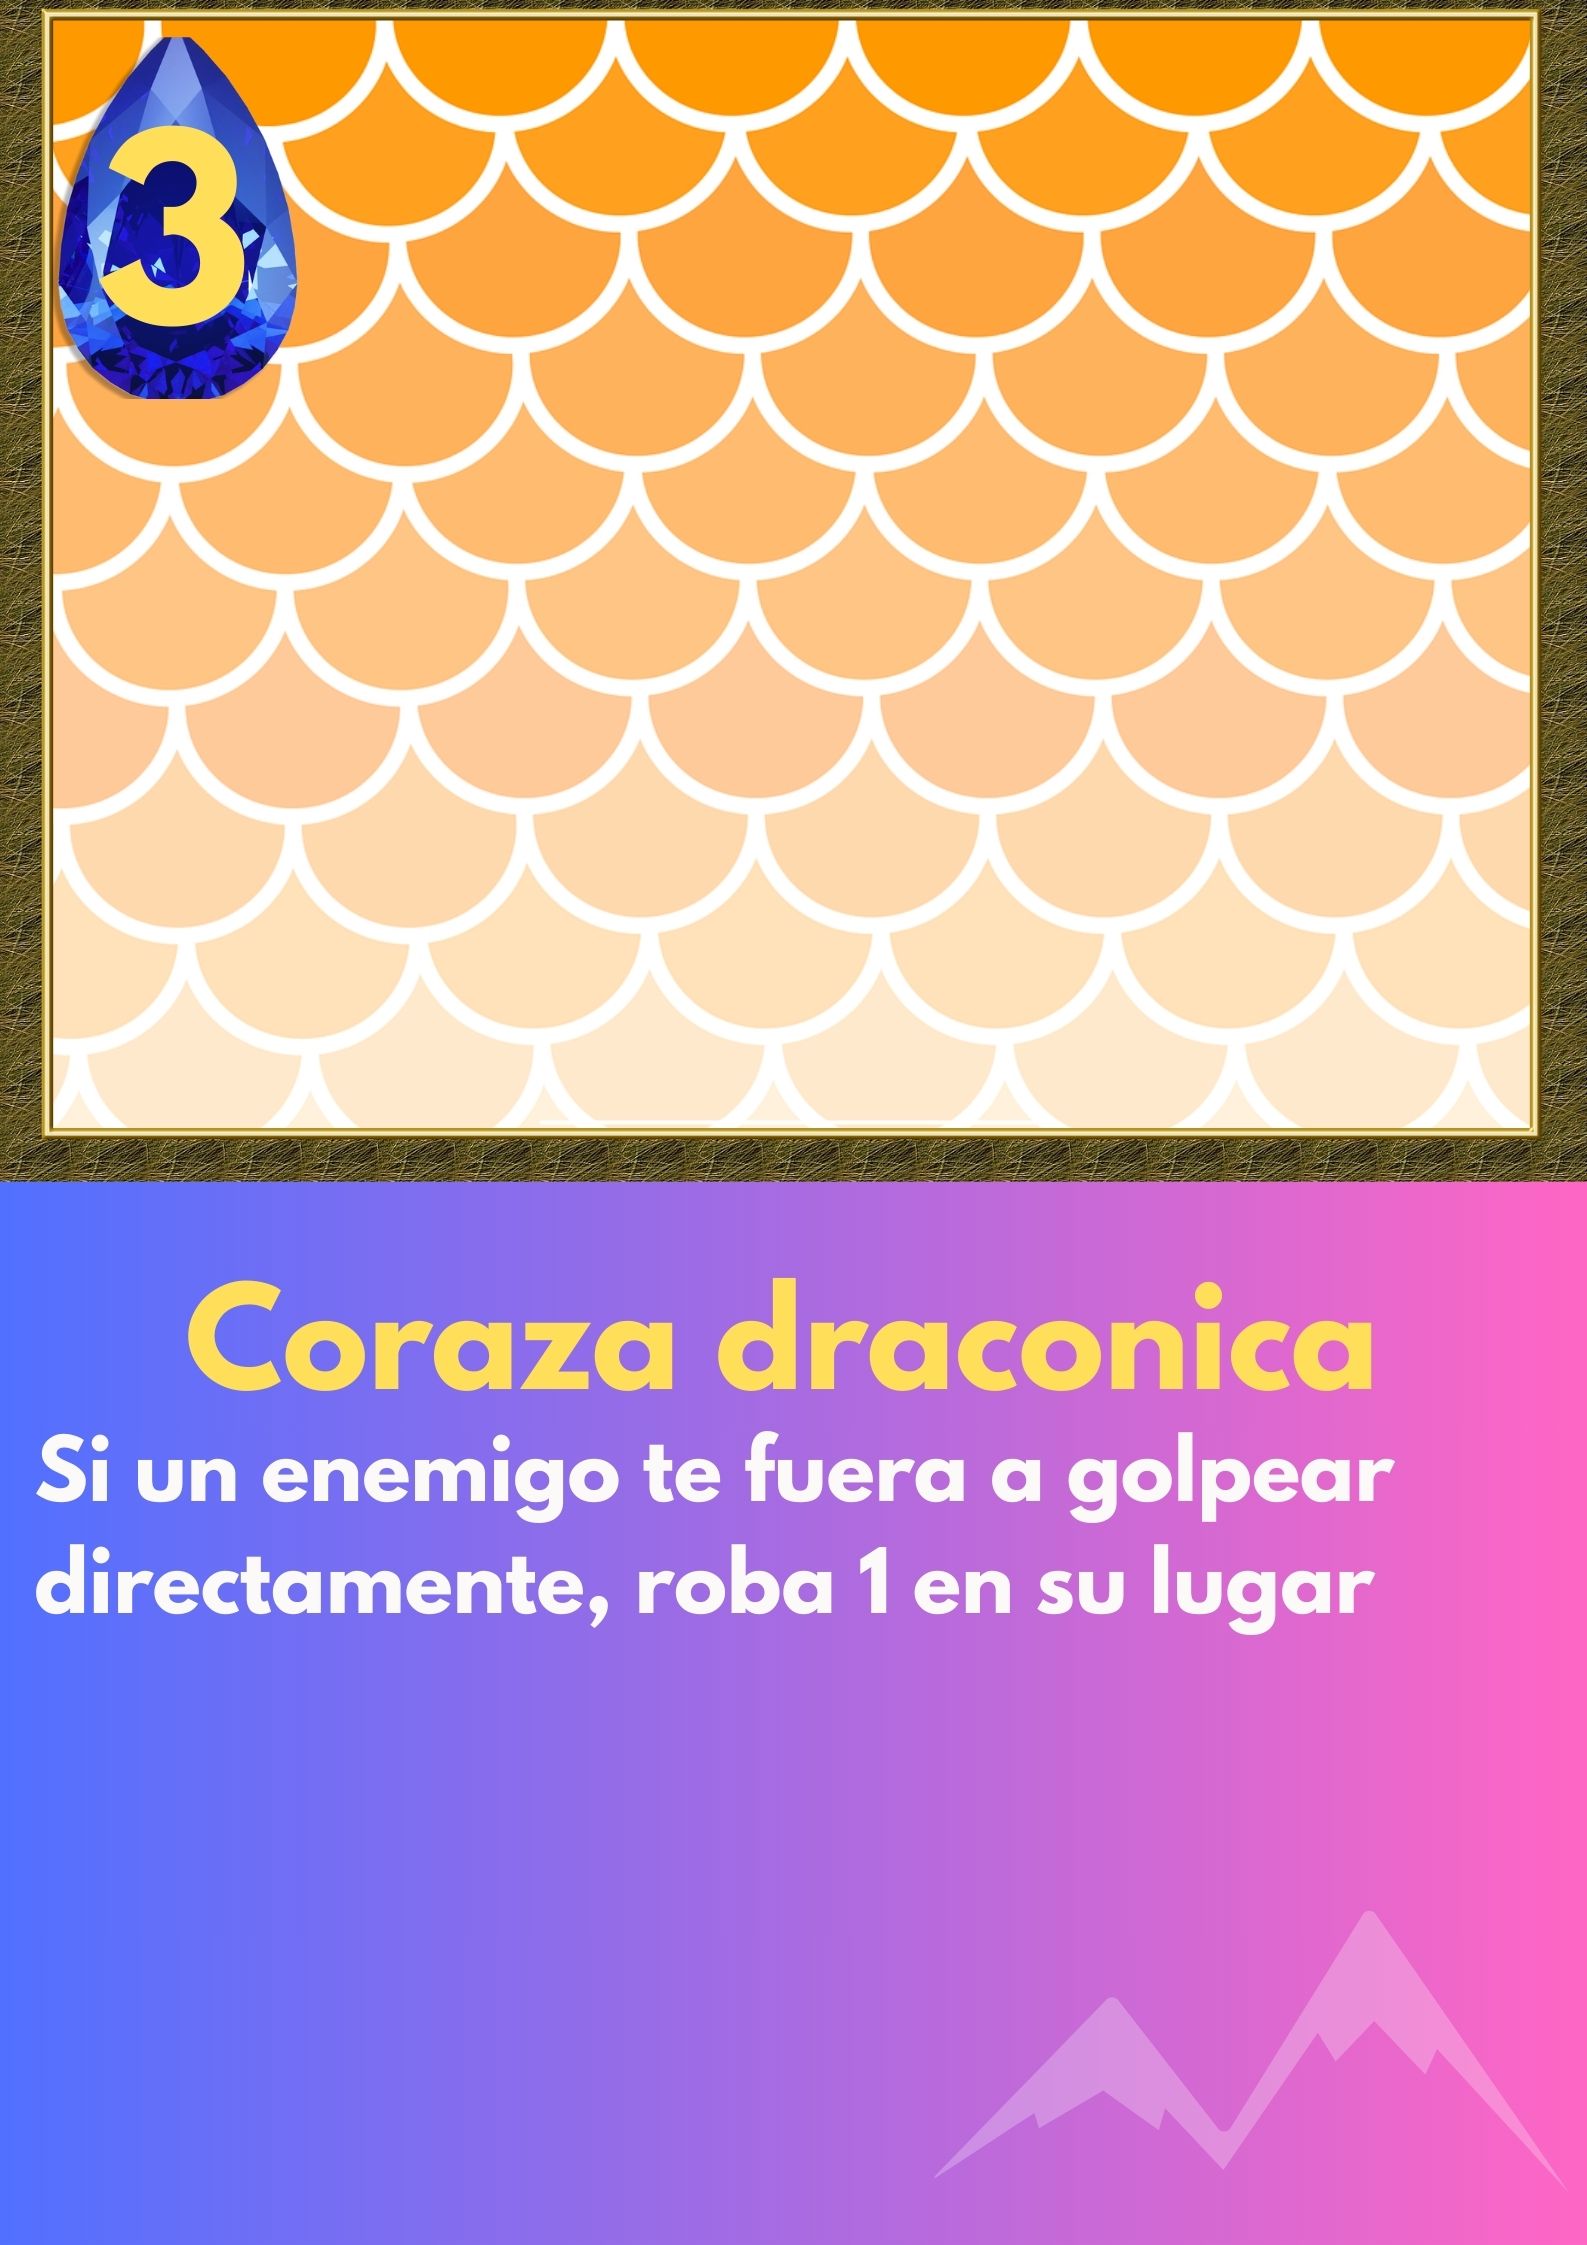 3
Coraza draconica
Si un enemigo te fuera a golpear
directamente, roba 1 en su lugar